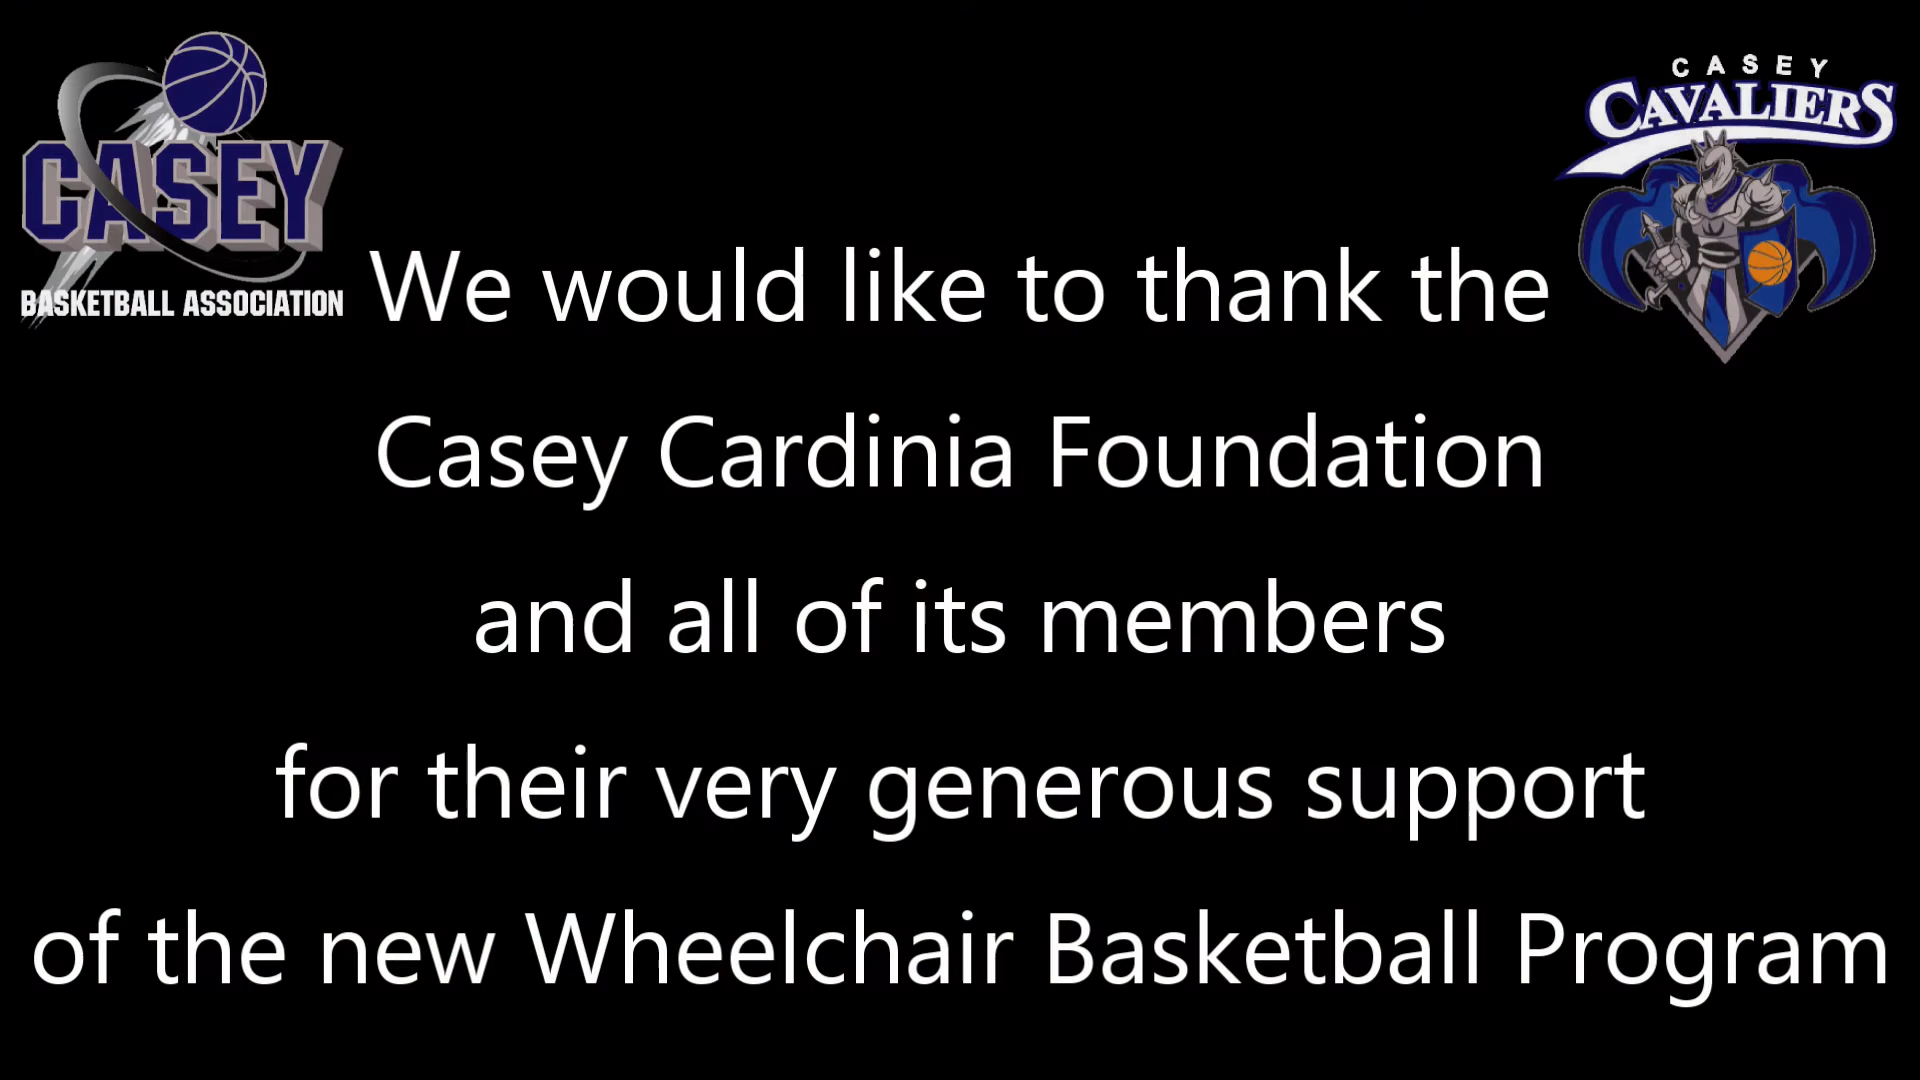 CASEY
BASKETBALL ASSOCIATION
CASEY
CAVALIERS
We would like to thank the
Casey Cardinia Foundation
and all of its members
for their very generous support
of the new Wheelchair Basketball Program